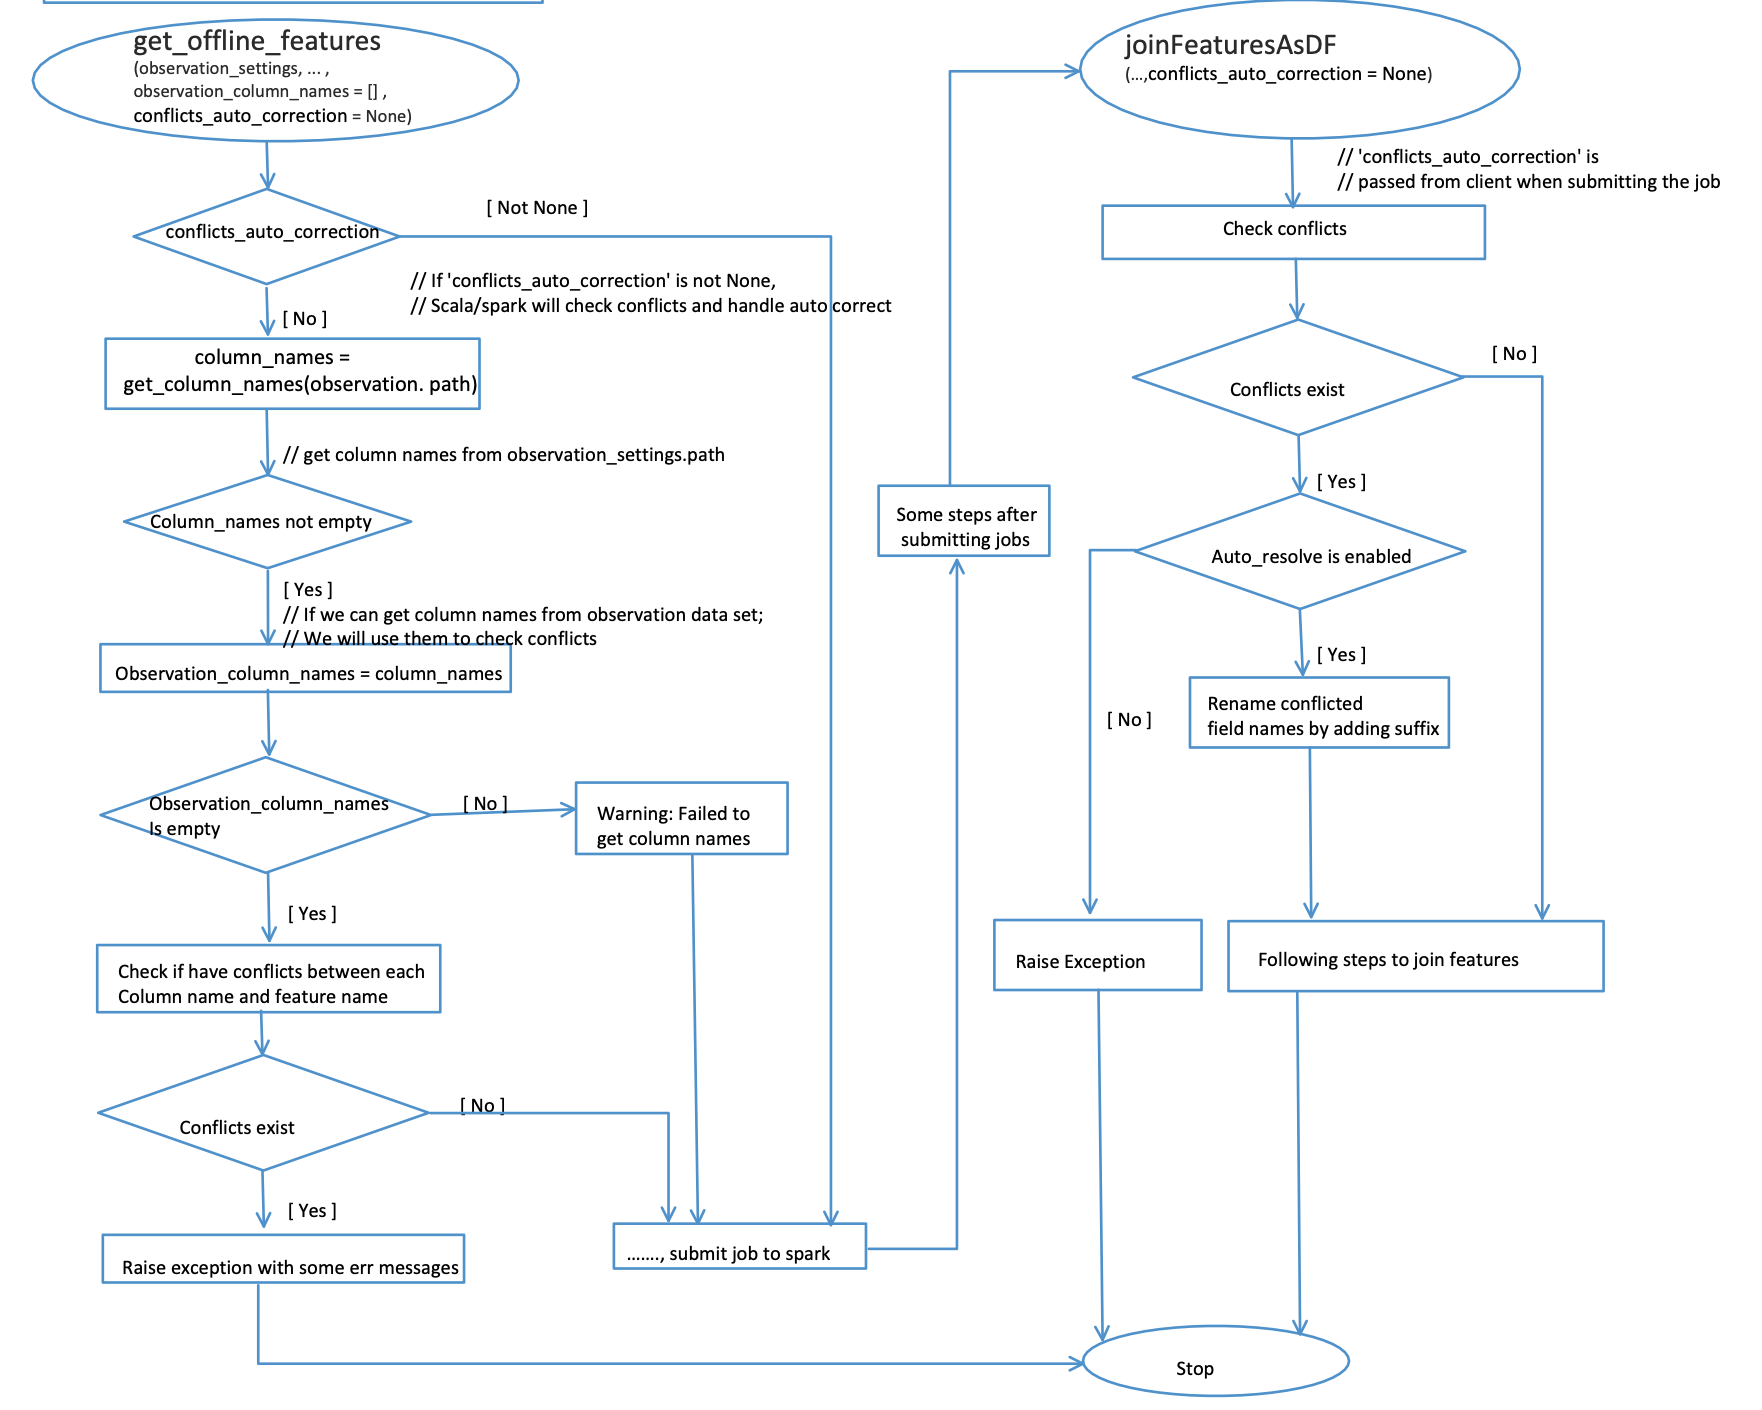 get_offline_features
(observation_settings, ... ,
observation_column_names = [] ,
conflicts_auto_correction = None)
conflicts_auto_correction
[ Not None ]
// If 'conflicts_auto_correction' is not None,
// Scala/spark will check conflicts and handle auto correct
[ No ]
column_names =
get_column_names(observation. path)
// get column names from observation_settings.path
Column_names not empty
[ Yes ]
// If we can get column names from observation data set;
// We will use them to check conflicts
Observation_column_names = column_names
Observation_column_names
Is empty
[ No ]
Warning: Failed to
get column names
[ Yes ]
Check if have conflicts between each
Column name and feature name
Conflicts exist
[ No ]
[ Yes ]
Raise exception with some err messages
......., submit job to spark
Some steps after
submitting jobs
joinFeaturesAsDF
(...,conflicts_auto_correction = None)
// 'conflicts_auto_correction' is
// passed from client when submitting the job
Check conflicts
Conflicts exist
[ No ]
[ Yes ]
Auto_resolve is enabled
[ Yes ]
[ No ]
Rename conflicted
field names by adding suffix
Raise Exception
Following steps to join features
Stop